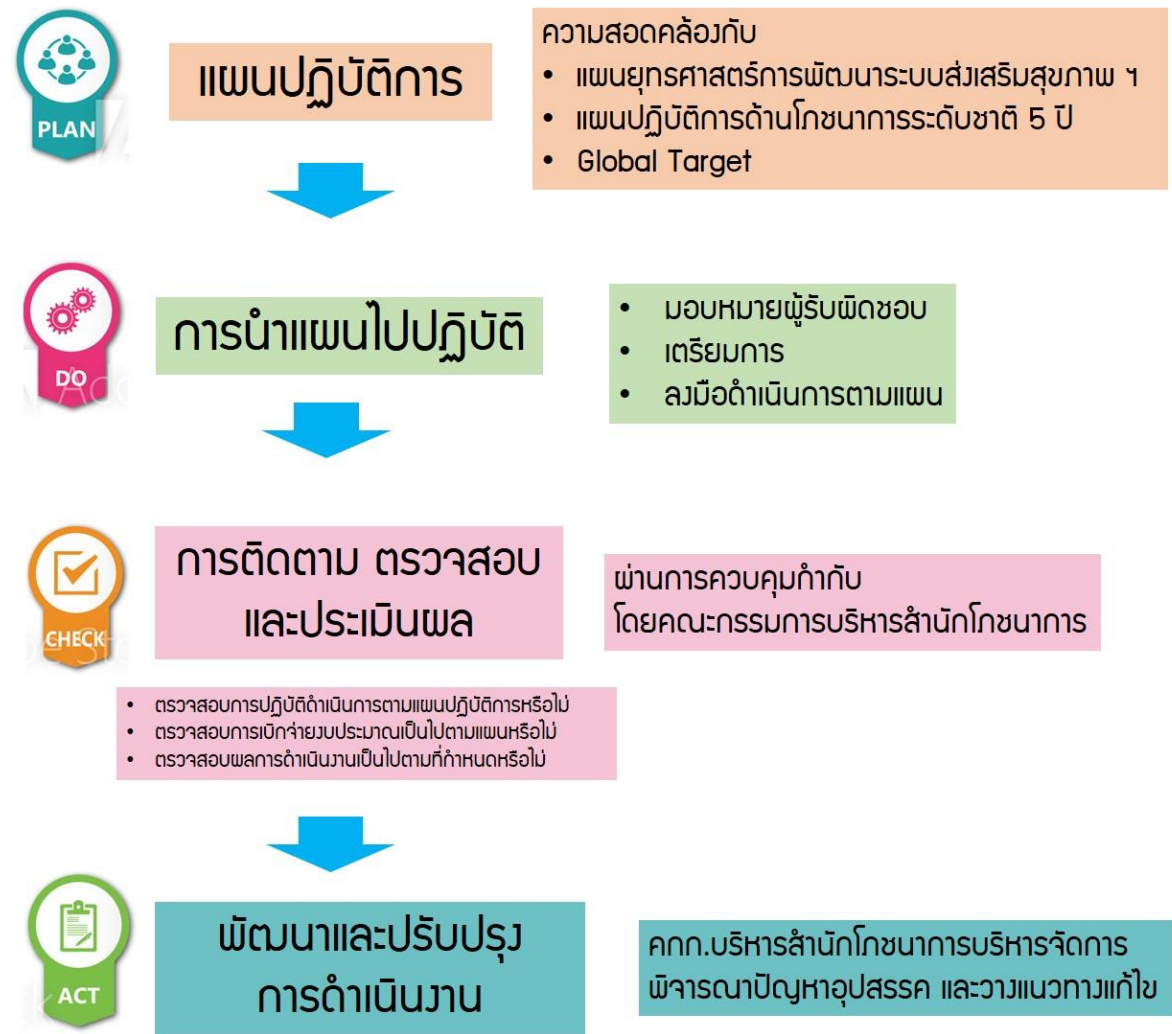 PLAN
แผนปฏิบัติการ
ความสอดคล้องกับ
• แผนยุทธศาสตร์การพัฒนาระบบส่งเสริมสุขภาพ ฯ
• แผนปฏิบัติการด้านโภชนาการระดับชาติ 5 ปี
• Global Target
DO
การนำแผนไปปฏิบัติ
• มอบหมายผู้รับผิดชอบ
• เตรียมการ
• ลงมือดำเนินการตามแผน
CHECK
การติดตาม ตรวจสอบ
และประเมินผล
ผ่านการควบคุมกำกับ
โดยคณะกรรมการบริหารสำนักโภชนาการ
• ตรวจสอบการปฏิบัติดำเนินการตามแผนปฏิบัติการหรือไม่
• ตรวจสอบการเบิกจ่ายงบประมาณเป็นไปตามแผนหรือไม่
• ตรวจสอบผลการดำเนินงานเป็นไปตามที่กำหนดหรือไม่
ACT
พัฒนาและปรับปรุง
การดำเนินงาน
คกก.บริหารสำนักโภชนาการบริหารจัดการ
พิจารณาปัญหาอุปสรรค และวางแนวทางแก้ไข